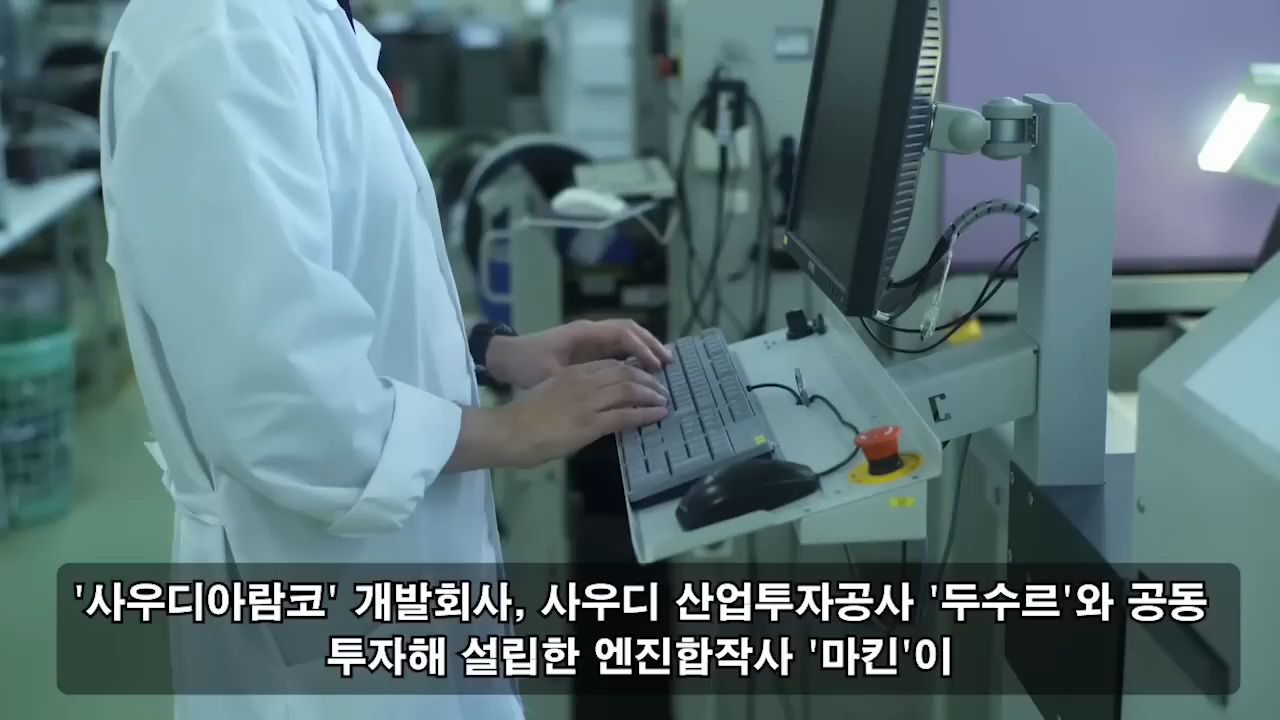 '사우디아람코' 개발회사, 사우디 산업투자공사 '두수르'와 공동
투자해 설립한 엔진합작사 '마킨'이